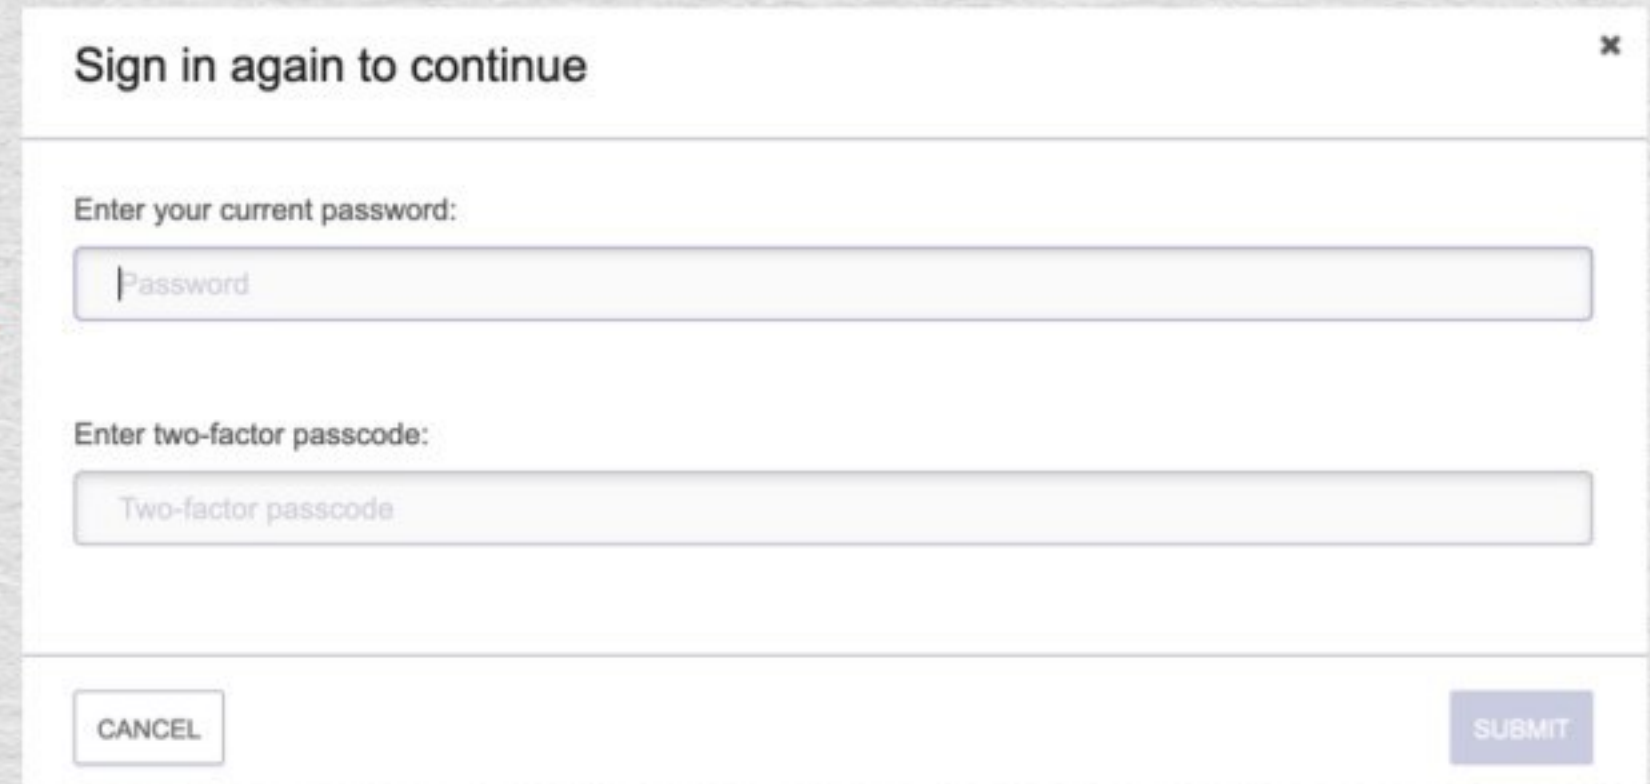 Sign in again to continue
Enter your current password:
Password
Enter two-factor passcode:
Two-factor passcode
CANCEL
SUBMIT